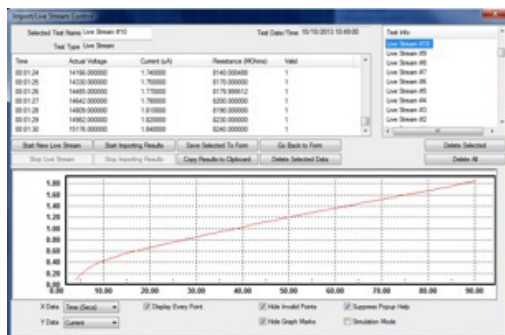 Import/Live Stream Control
Selected Test Name Live Stream #10 Test Date/Time 10/10/2013 10:49:00 Test Info
Test Type Live Stream
Live Stream #10
Live Stream #9
Live Stream #8
Live Stream #7
Live Stream #6
Live Stream #5
Live Stream #4
Live Stream #3
Live Stream #2
Time Actual Voltage Current (uA) Resistance (MOhms) Valid
00:01:24 14166.000000 1.740000 8140.000488 1
00:01:25 14330.000000 1.750000 8170.000000 1
00:01:26 14485.000000 1.770000 8179.999512 1
00:01:27 14642.000000 1.790000 8200.000000 1
00:01:28 14805.000000 1.810000 8190.000000 1
00:01:29 14982.000000 1.820000 8230.000000 1
00:01:30 15176.000000 1.840000 8240.000000 1
Start New Live Stream Start Importing Results Save Selected To Form Go Back to Form Delete Selected
Stop Live Stream Stop Importing Results Copy Results to Clipboard Delete Selected Data Delete All
1.80
1.60
1.40
1.20
1.00
0.80
0.60
0.40
0.20
0.00 10.00 20.00 30.00 40.00 50.00 60.00 70.00 80.00 90.00
X Data Time (Secs) Display Every Point Hide Invalid Points Suppress Popup Help
Y Data Current Hide Graph Marks Simulation Mode